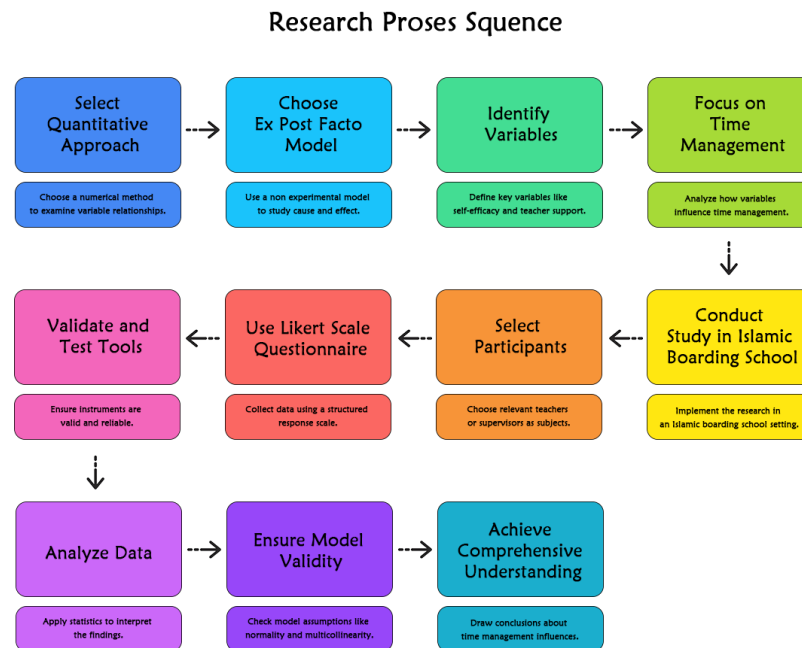 Research Proses Squence
Select
Quantitative
Approach
Choose a numerical method
to examine variable relationships.
Choose
Ex Post Facto
Model
Use a non experimental model
to study cause and effect.
Identify
Variables
Define key variables like
self-efficacy and teacher support.
Focus on
Time
Management
Analyze how variables
influence time management.
Conduct
Study in Islamic
Boarding School
Implement the research in
an Islamic boarding school setting.
Select
Participants
Choose relevant teachers
or supervisors as subjects.
Use Likert Scale
Questionnaire
Collect data using a structured
response scale.
Validate and
Test Tools
Ensure instruments are
valid and reliable.
Analyze Data
Apply statistics to interpret
the findings.
Ensure Model
Validity
Check model assumptions like
normality and multicollinearity.
Achieve
Comprehensive
Understanding
Draw conclusions about
time management influences.